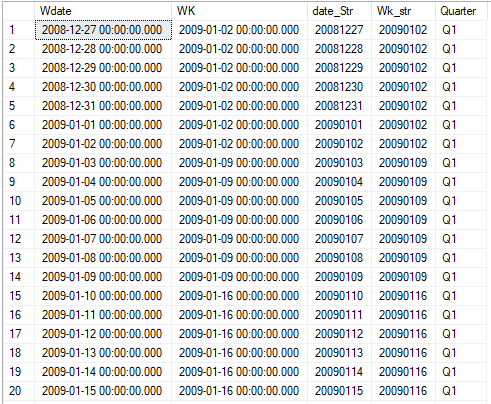 Wdate WK date_Str Wk_str Quarter
1 2008-12-27 00:00:00.000 2009-01-02 00:00:00.000 20081227 20090102 Q1
2 2008-12-28 00:00:00.000 2009-01-02 00:00:00.000 20081228 20090102 Q1
3 2008-12-29 00:00:00.000 2009-01-02 00:00:00.000 20081229 20090102 Q1
4 2008-12-30 00:00:00.000 2009-01-02 00:00:00.000 20081230 20090102 Q1
5 2008-12-31 00:00:00.000 2009-01-02 00:00:00.000 20081231 20090102 Q1
6 2009-01-01 00:00:00.000 2009-01-02 00:00:00.000 20090101 20090102 Q1
7 2009-01-02 00:00:00.000 2009-01-02 00:00:00.000 20090102 20090102 Q1
8 2009-01-03 00:00:00.000 2009-01-09 00:00:00.000 20090103 20090109 Q1
9 2009-01-04 00:00:00.000 2009-01-09 00:00:00.000 20090104 20090109 Q1
10 2009-01-05 00:00:00.000 2009-01-09 00:00:00.000 20090105 20090109 Q1
11 2009-01-06 00:00:00.000 2009-01-09 00:00:00.000 20090106 20090109 Q1
12 2009-01-07 00:00:00.000 2009-01-09 00:00:00.000 20090107 20090109 Q1
13 2009-01-08 00:00:00.000 2009-01-09 00:00:00.000 20090108 20090109 Q1
14 2009-01-09 00:00:00.000 2009-01-09 00:00:00.000 20090109 20090109 Q1
15 2009-01-10 00:00:00.000 2009-01-16 00:00:00.000 20090110 20090116 Q1
16 2009-01-11 00:00:00.000 2009-01-16 00:00:00.000 20090111 20090116 Q1
17 2009-01-12 00:00:00.000 2009-01-16 00:00:00.000 20090112 20090116 Q1
18 2009-01-13 00:00:00.000 2009-01-16 00:00:00.000 20090113 20090116 Q1
19 2009-01-14 00:00:00.000 2009-01-16 00:00:00.000 20090114 20090116 Q1
20 2009-01-15 00:00:00.000 2009-01-16 00:00:00.000 20090115 20090116 Q1